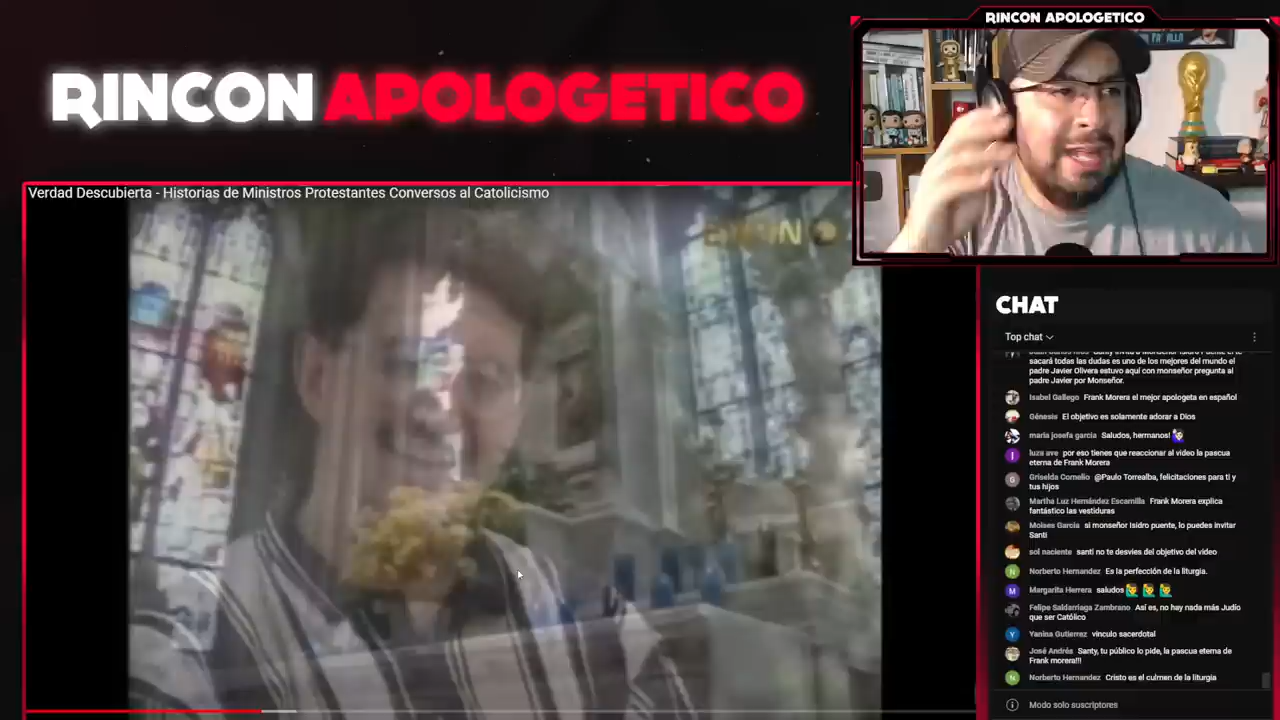 RINCON APOLOGETICO
RINCON APOLOGETICO
Verdad Descubierta - Historias de Ministros Protestantes Conversos al Catolicismo
EWTN
CHAT
Top chat
sacará todas las dudas es uno de los mejores del mundo el
padre Javier Olivera estuvo aquí con monseñor pregunta al
padre Javier por Monseñor.
Isabel Gallego Frank Morera el mejor apologeta en español
Génesis El objetivo es solamente adorar a Dios
maria josefa garcia Saludos, hermanos!
luza ave por eso tienes que reaccionar al video la pascua
eterna de Frank Morera
Griselda Cornelio @Paulo Torrealba, felicitaciones para ti y
tus hijos
Martha Luz Hernández Escamilla Frank Morera explica
fantástico las vestiduras
Moises Garcia si monseñor Isidro puente, lo puedes invitar
Santi
sol naciente santi no te desvies del objetivo del video
Norberto Hernandez Es la perfección de la liturgia.
Margarita Herrera saludos
Felipe Saldarriaga Zambrano Así es, no hay nada más Judío
que ser Católico
Yanina Gutierrez vinculo sacerdotal
José Andrés Santy, tu público lo pide, la pascua eterna de
Frank morera!!!
Norberto Hernandez Cristo es el culmen de la liturgia
Modo solo suscriptores